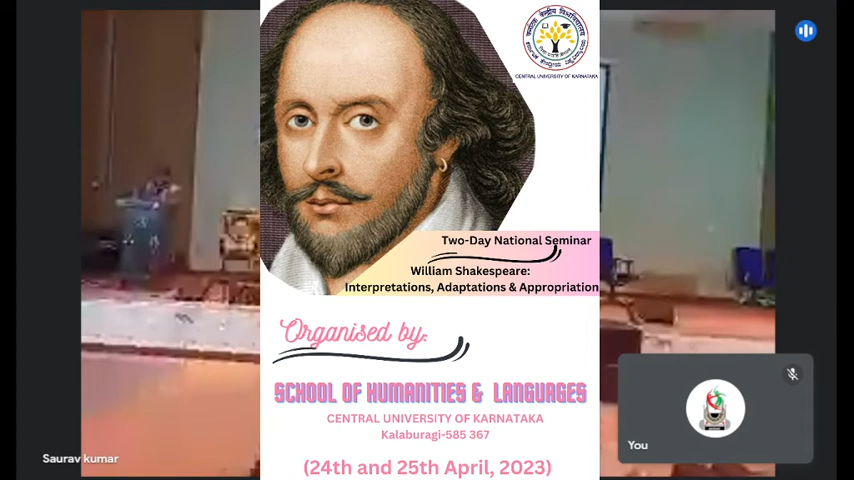 CENTRAL UNIVERSITY OF KARNATAKA
Two-Day National Seminar
William Shakespeare:
Interpretations, Adaptations & Appropriation
Organised by:
SCHOOL OF HUMANITIES & LANGUAGES
CENTRAL UNIVERSITY OF KARNATAKA
Kalaburagi-585 367
(24th and 25th April, 2023)
You
Saurav kumar